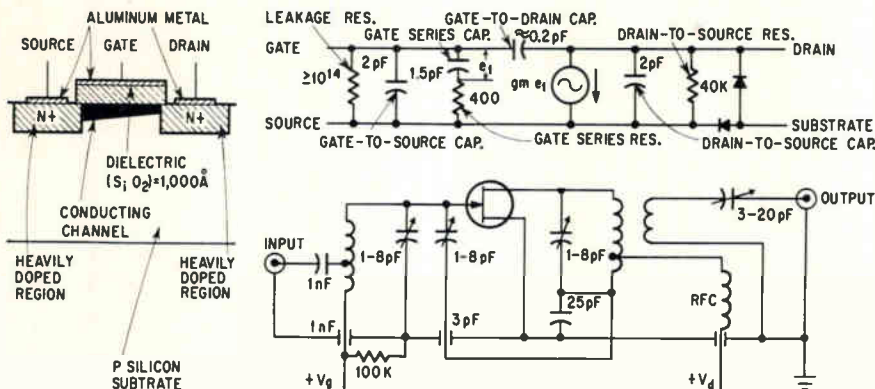 ALUMINUM METAL
SOURCE GATE DRAIN
N+ N+
DIELECTRIC
(Si O2)=1,000Å
CONDUCTING
CHANNEL
HEAVILY
DOPED
REGION
HEAVILY
DOPED
REGION
P SILICON
SUBTRATE
LEAKAGE RES.
GATE-TO-DRAIN CAP.
GATE SERIES CAP.
≈0.2pF
DRAIN-TO-SOURCE RES.
GATE
DRAIN
≥10^14
2pF
1.5pF
e1
400
gm e1
2pF
40K
SOURCE
SUBSTRATE
GATE-TO-SOURCE CAP.
GATE SERIES RES.
DRAIN-TO-SOURCE CAP.
INPUT
1nF
1-8pF
1-8pF
1-8pF
3-20pF
OUTPUT
25pF
RFC
1nF
3pF
100K
+Vg
+Vd